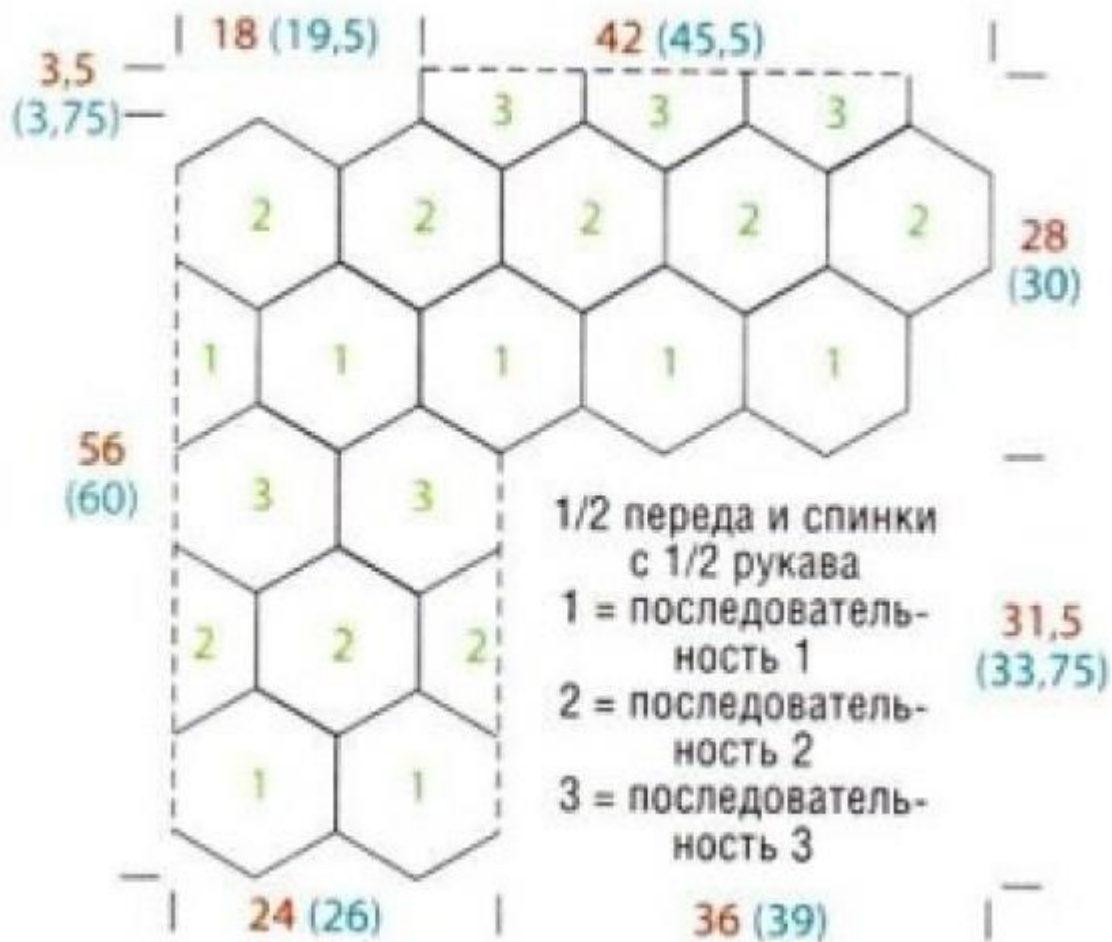 18 (19,5)
42 (45,5)
3,5
(3,75)
3 3 3
2 2 2 2 2
28
(30)
1 1 1 1 1
56
(60)
3 3
1/2 переда и спинки
с 1/2 рукава
1 = последователь-
ность 1
2 = последователь-
ность 2
3 = последователь-
ность 3
31,5
(33,75)
2 2 2
1 1
24 (26)
36 (39)